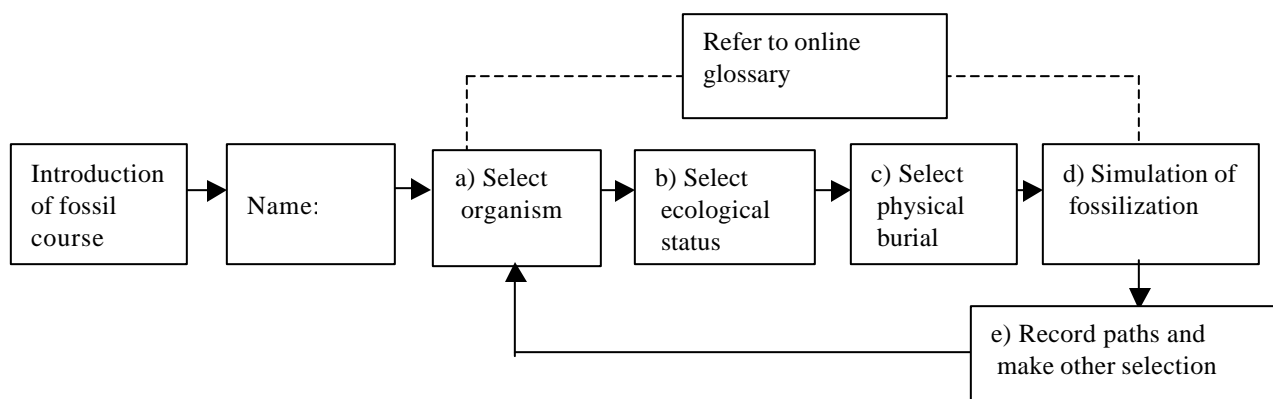 Refer to online
glossary
Introduction
of fossil
course
Name:
a) Select
organism
b) Select
ecological
status
c) Select
physical
burial
d) Simulation of
fossilization
e) Record paths and
make other selection